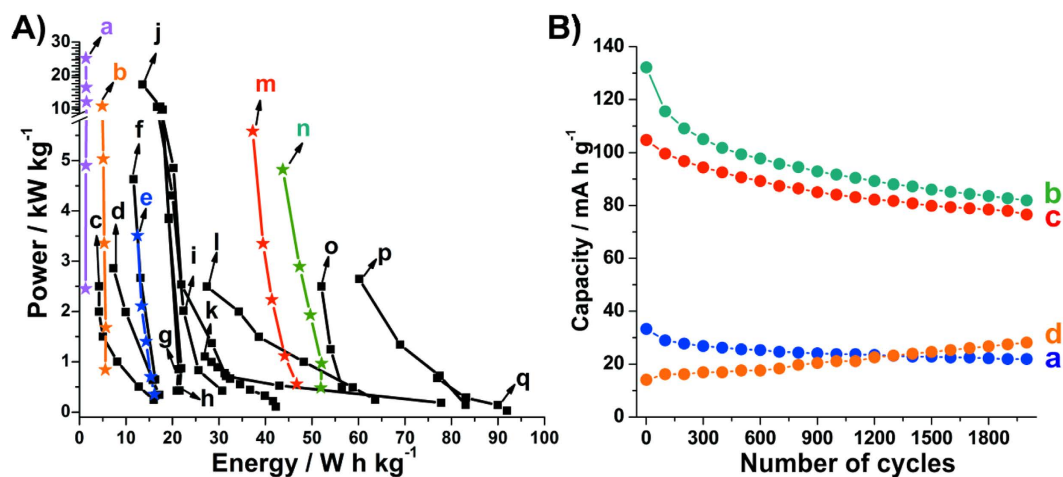 A)
Power / kW kg-1
30
25
20
15
10
5
4
3
2
1
0
a
b
j
f
m
n
c
d
e
i
l
o
p
k
g
h
q
0 10 20 30 40 50 60 70 80 90 100
Energy / W h kg-1
B)
Capacity / mA h g-1
140
120
100
80
60
40
20
0
b
c
d
a
0 300 600 900 1200 1500 1800
Number of cycles